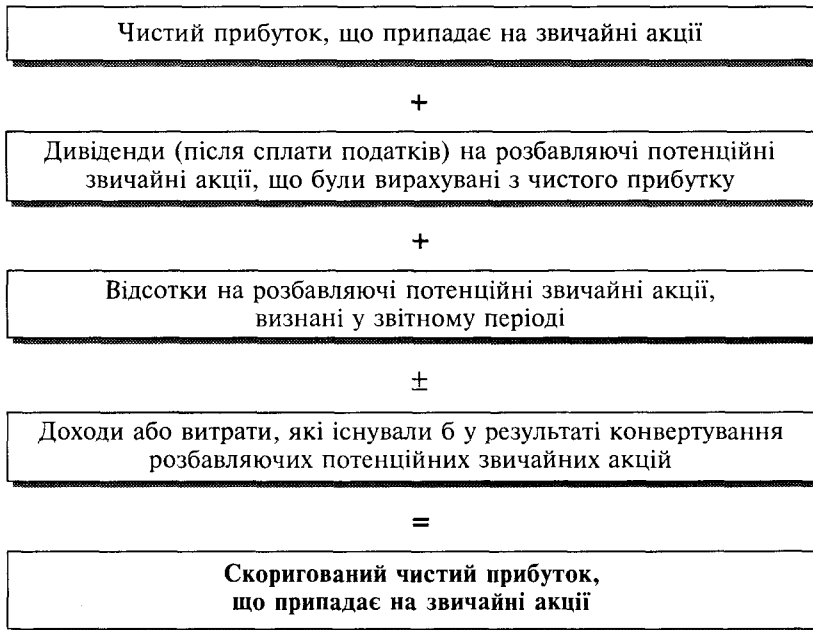 Чистий прибуток, що припадає на звичайні акції
+
Дивіденди (після сплати податків) на розбавляючі потенційні
звичайні акції, що були вирахувані з чистого прибутку
+
Відсотки на розбавляючі потенційні звичайні акції,
визнані у звітному періоді
±
Доходи або витрати, які існували б у результаті конвертування
розбавляючих потенційних звичайних акцій
=
Скоригований чистий прибуток,
що припадає на звичайні акції